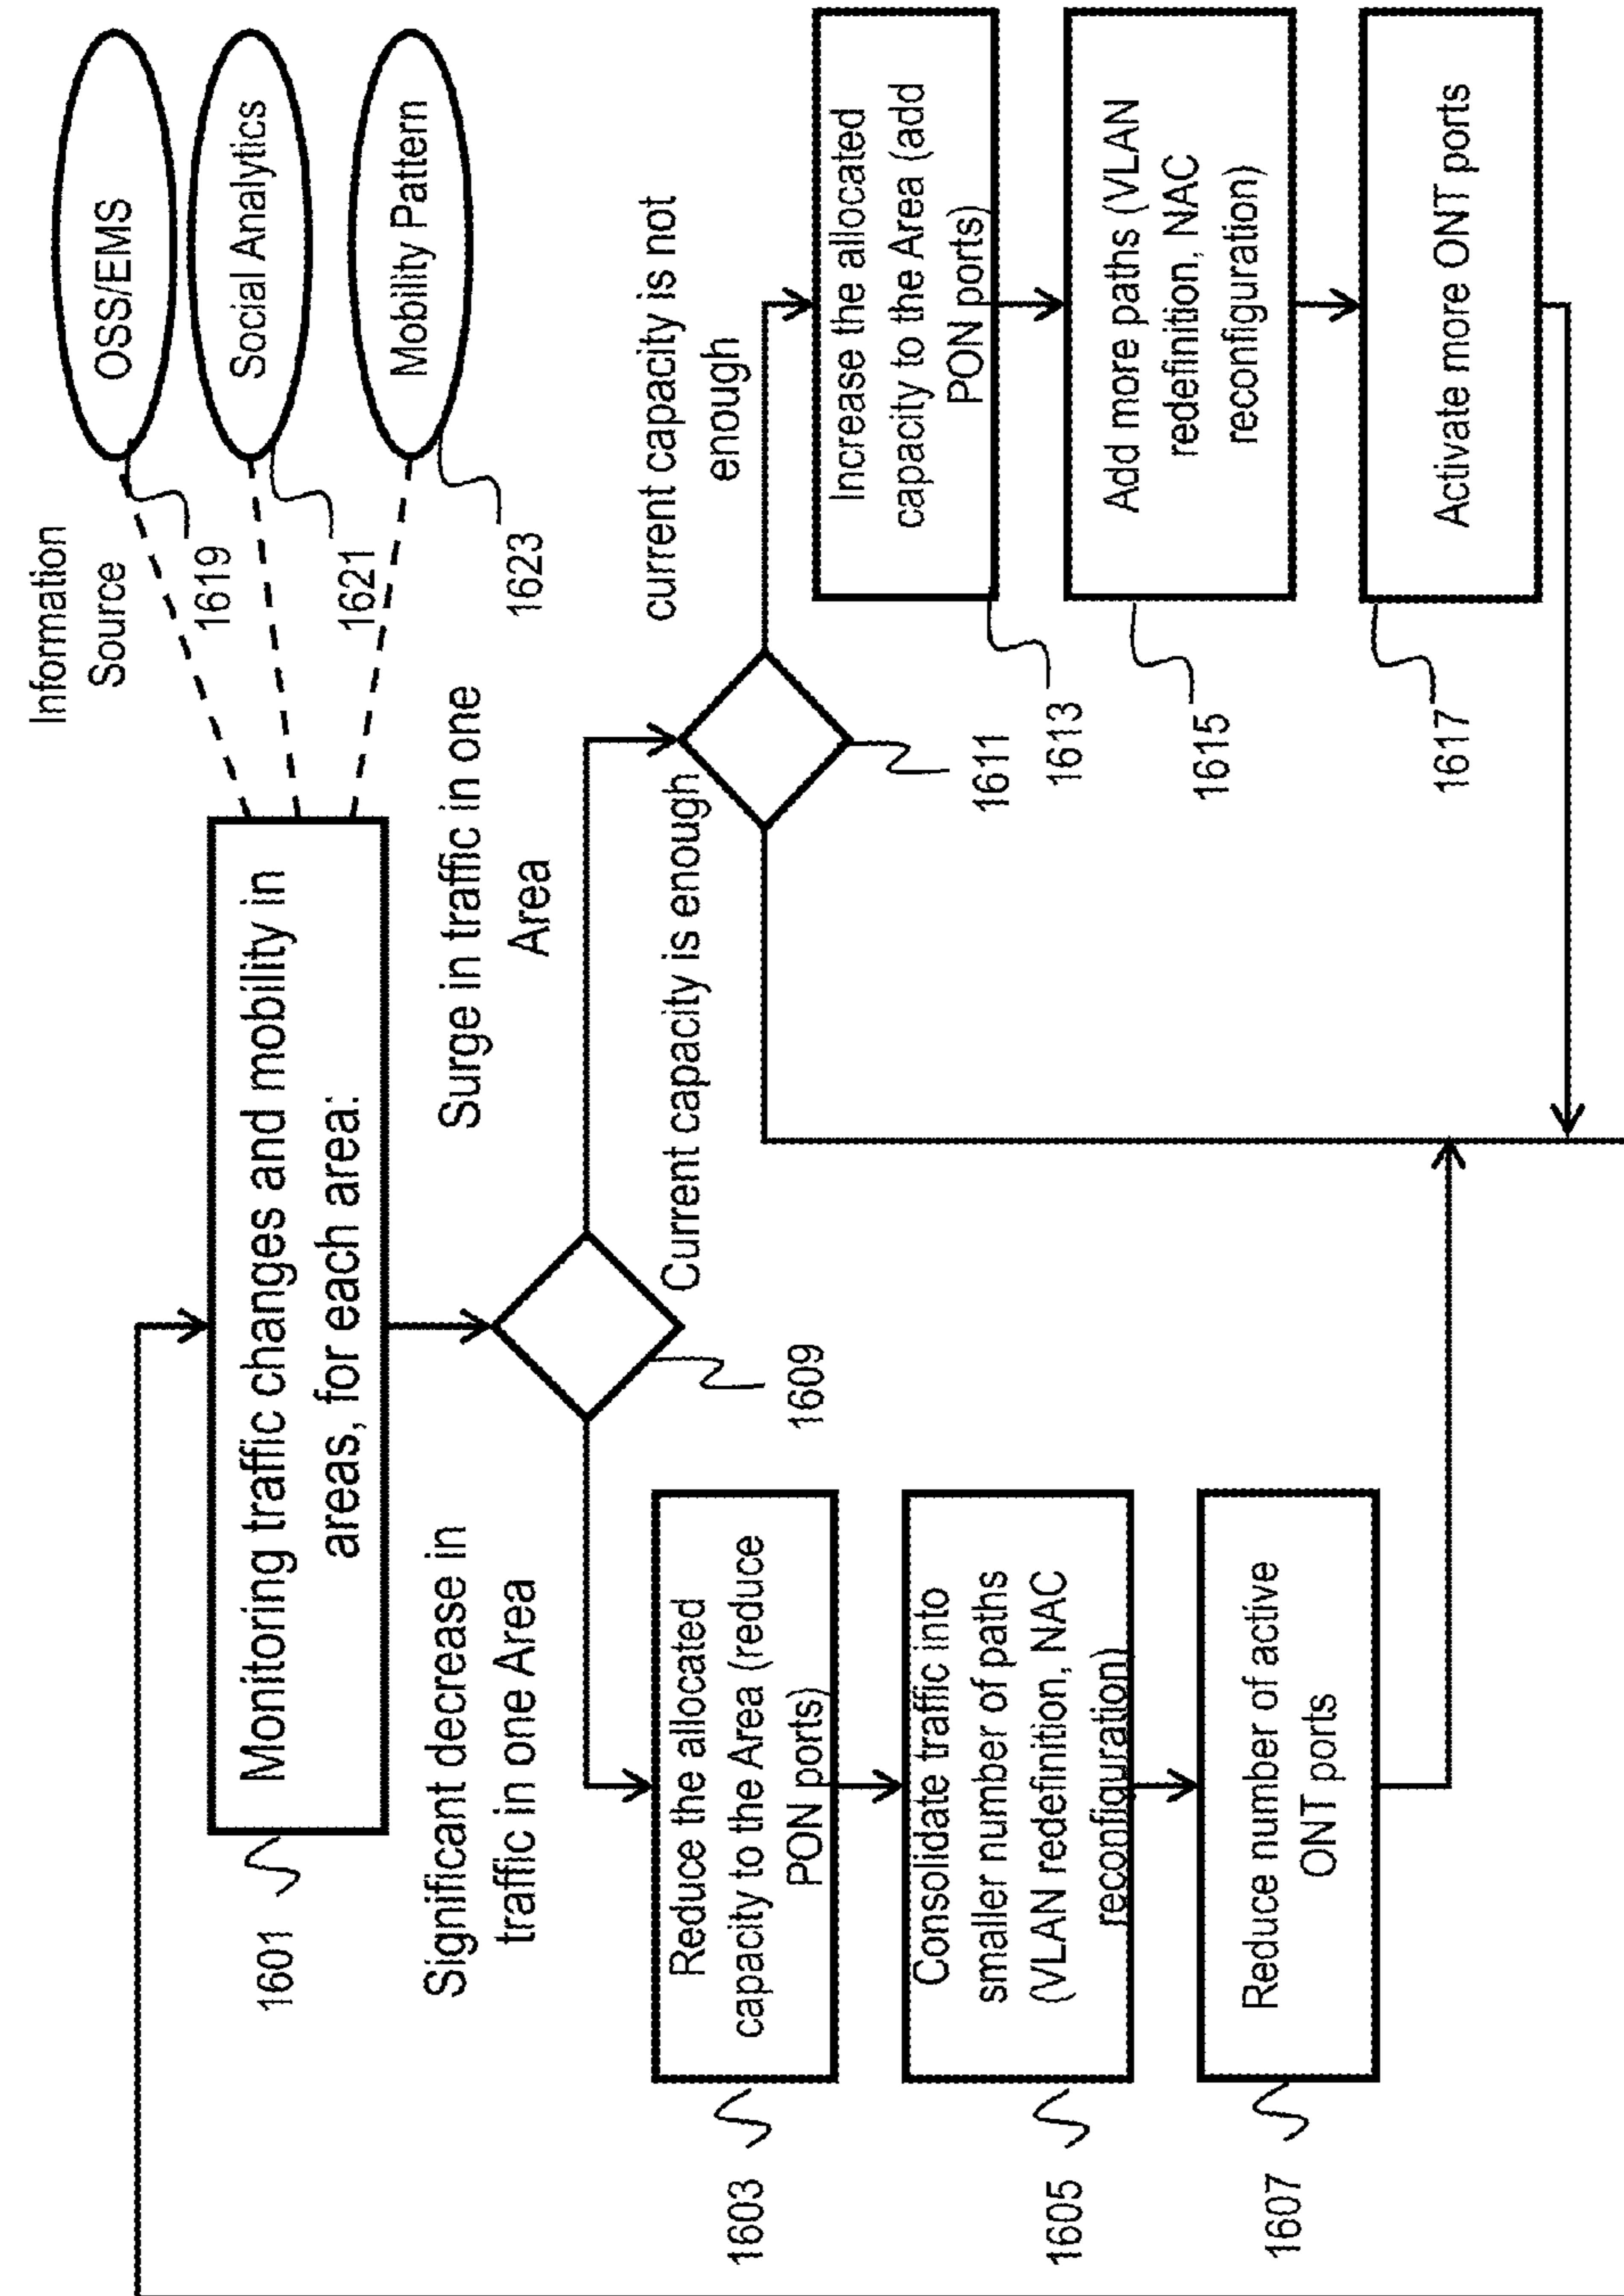 Information
Source
OSS/EMS
1619
Social Analytics
1621
Mobility Pattern
1623
Monitoring traffic changes and mobility in
areas, for each area:
1601
Significant decrease in
traffic in one Area
Surge in traffic in one
Area
1609
Current capacity is enough
current capacity is not
enough
1611
Reduce the allocated
capacity to the Area (reduce
PON ports)
1603
Consolidate traffic into
smaller number of paths
(VLAN redefinition, NAC
reconfiguration)
1605
Reduce number of active
ONT ports
1607
Increase the allocated
capacity to the Area (add
PON ports)
1613
Add more paths (VLAN
redefinition, NAC
reconfiguration)
1615
Activate more ONT ports
1617